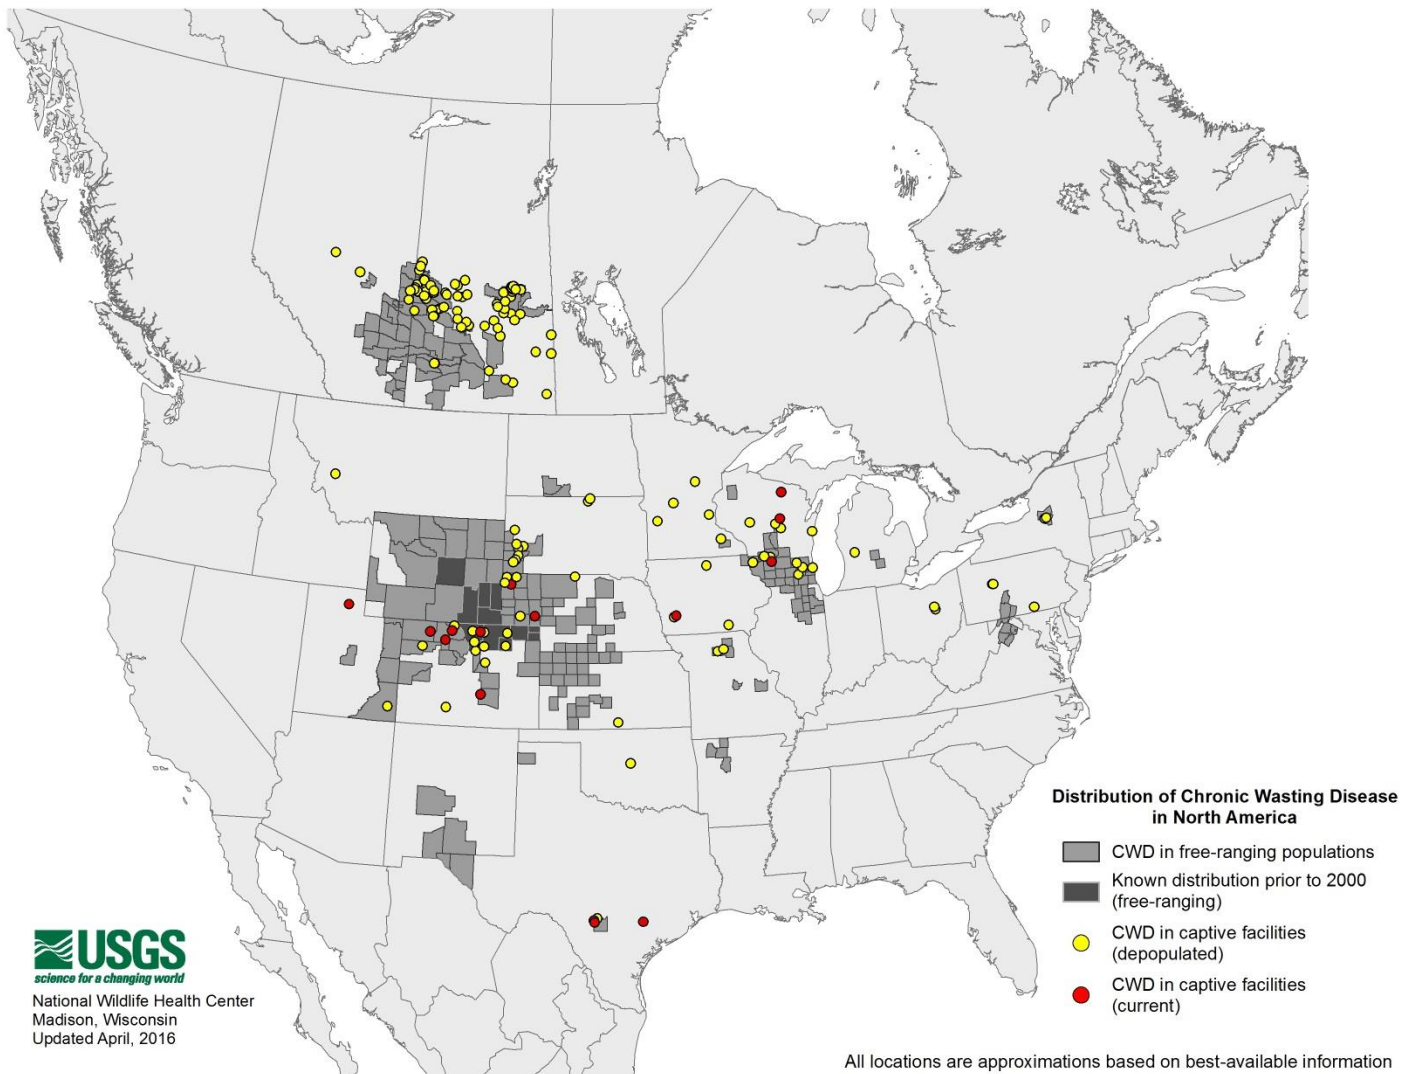 Distribution of Chronic Wasting Disease
in North America
CWD in free-ranging populations
Known distribution prior to 2000
(free-ranging)
CWD in captive facilities
(depopulated)
CWD in captive facilities
(current)
USGS
science for a changing world
National Wildlife Health Center
Madison, Wisconsin
Updated April, 2016
All locations are approximations based on best-available information